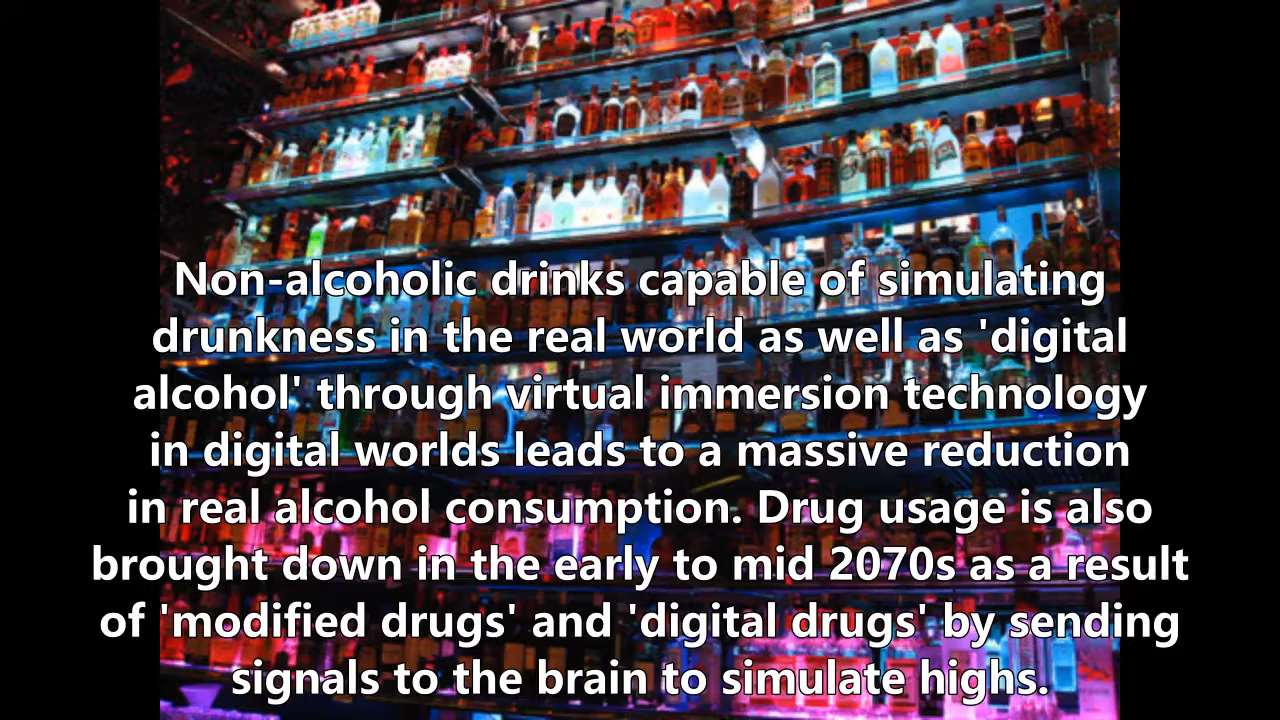 Non-alcoholic drinks capable of simulating
drunkness in the real world as well as 'digital
alcohol' through virtual immersion technology
in digital worlds leads to a massive reduction
in real alcohol consumption. Drug usage is also
brought down in the early to mid 2070s as a result
of 'modified drugs' and 'digital drugs' by sending
signals to the brain to simulate highs.